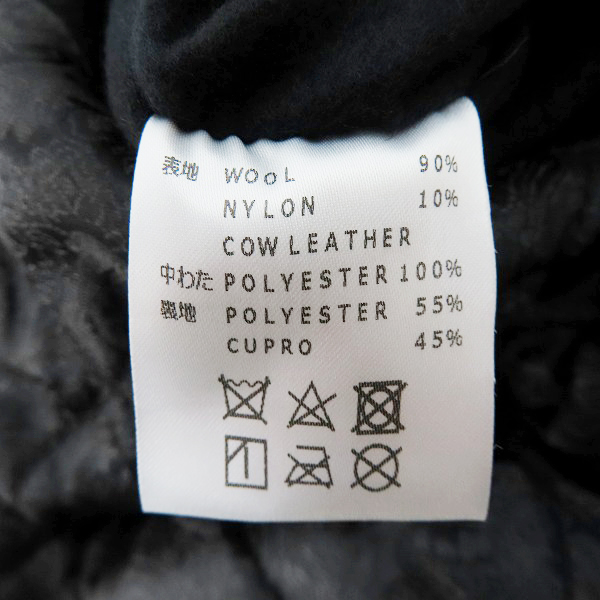 表地 WOoL 90%
NYLON 10%
COW LEATHER
中わた POLYESTER 100%
裏地 POLYESTER 55%
CUPRO 45%